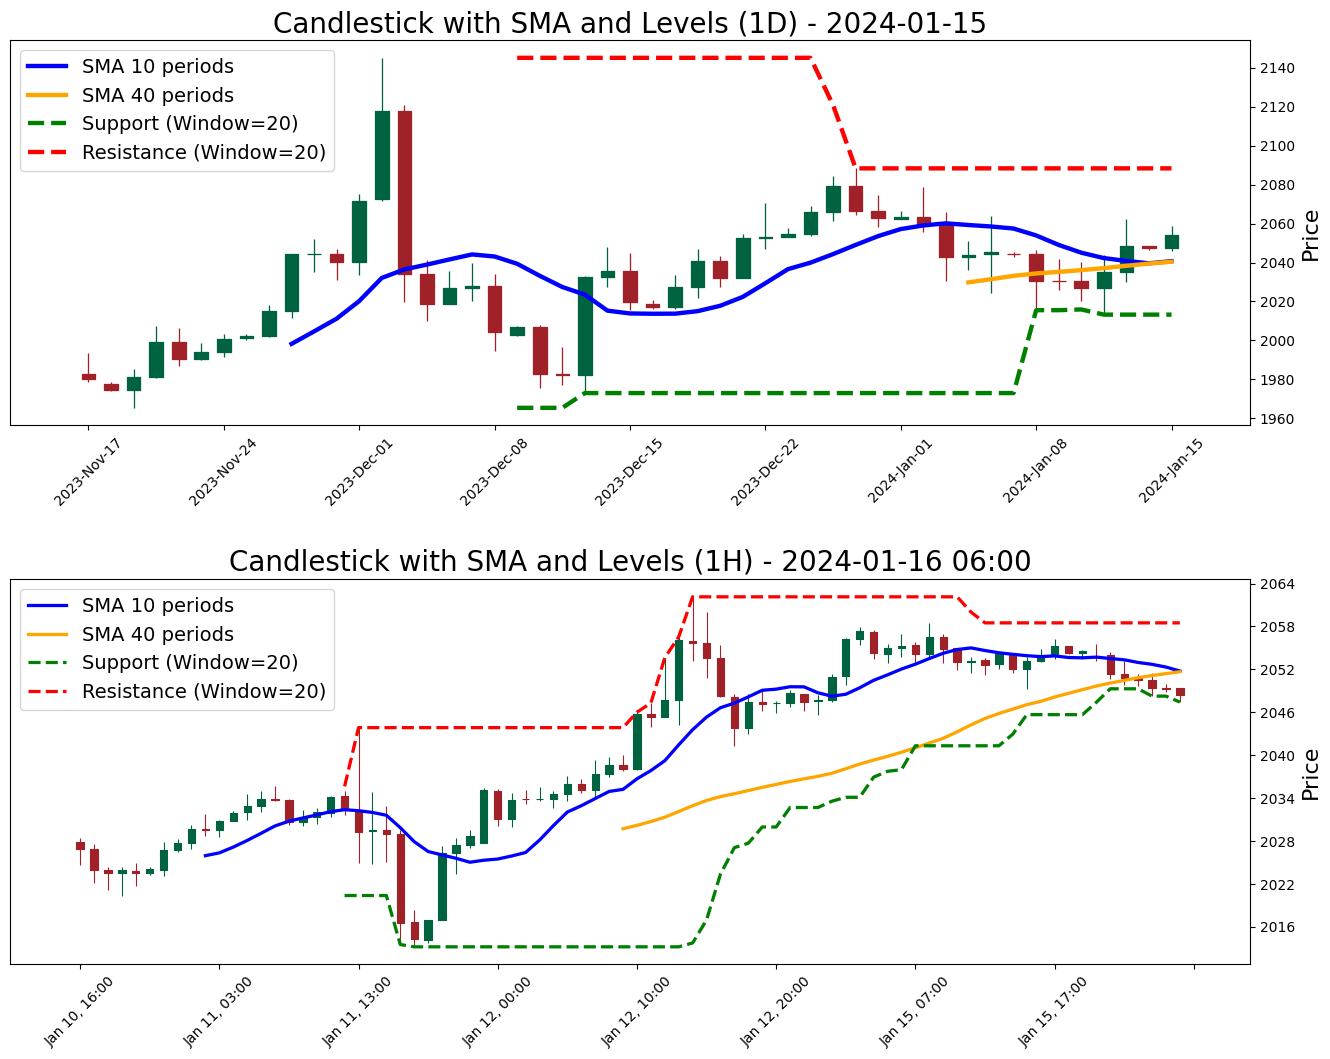 Candlestick with SMA and Levels (1D) - 2024-01-15
SMA 10 periods
SMA 40 periods
Support (Window=20)
Resistance (Window=20)
2140
2120
2100
2080
2060
2040
2020
2000
1980
1960
Price
2023-Nov-17
2023-Nov-24
2023-Dec-01
2023-Dec-08
2023-Dec-15
2023-Dec-22
2024-Jan-01
2024-Jan-08
2024-Jan-15
Candlestick with SMA and Levels (1H) - 2024-01-16 06:00
SMA 10 periods
SMA 40 periods
Support (Window=20)
Resistance (Window=20)
2064
2058
2052
2046
2040
2034
2028
2022
2016
Price
Jan 10, 16:00
Jan 11, 03:00
Jan 11, 13:00
Jan 12, 00:00
Jan 12, 10:00
Jan 12, 20:00
Jan 15, 07:00
Jan 15, 17:00